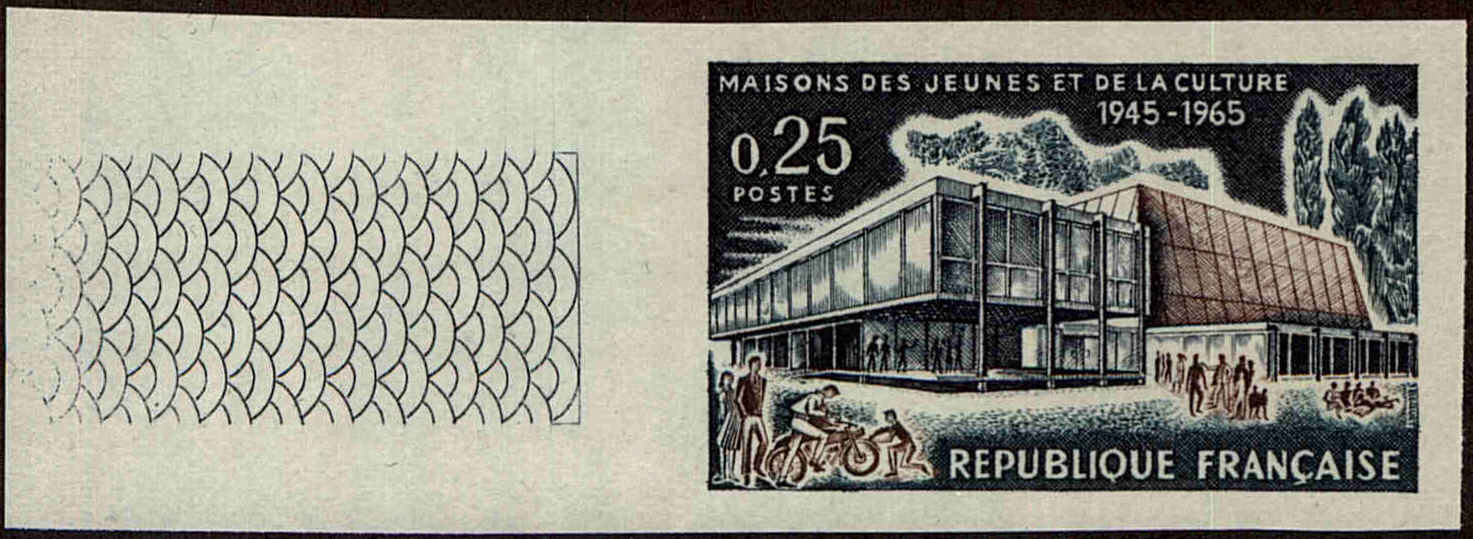 MAISONS DES JEUNES ET DE LA CULTURE
1945-1965
0,25
POSTES
REPUBLIQUE FRANÇAISE